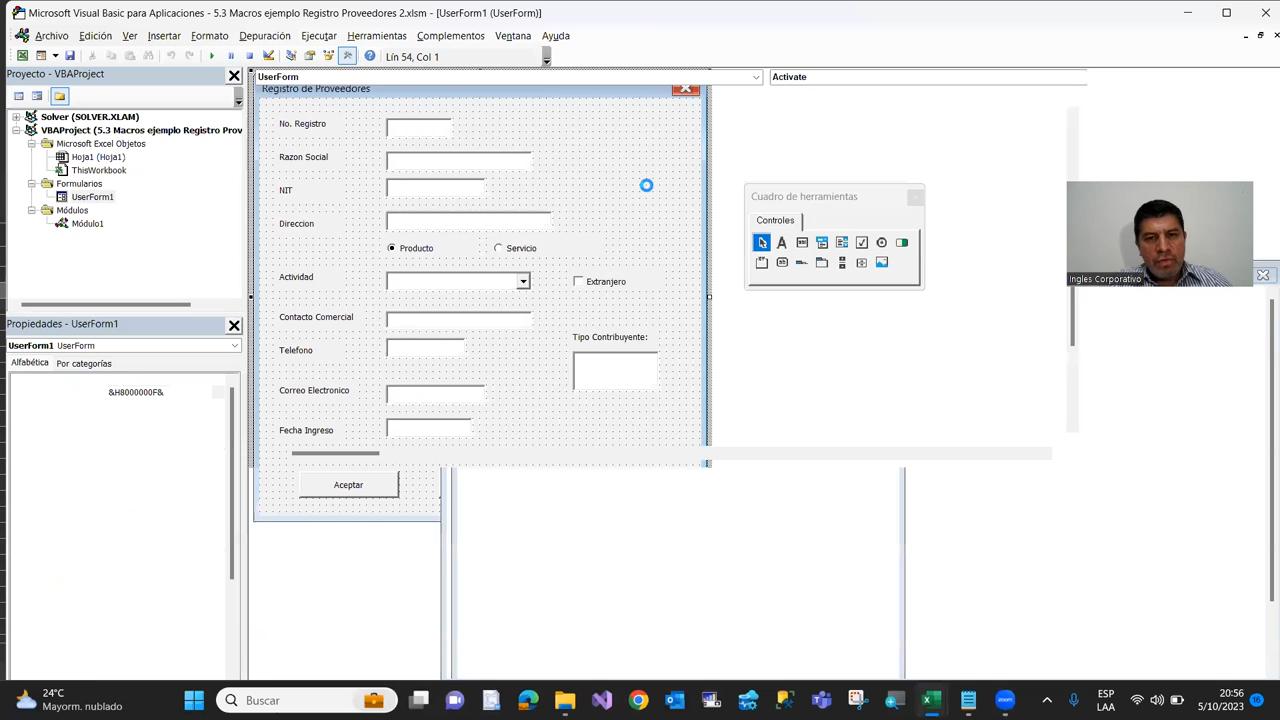 Microsoft Visual Basic para Aplicaciones - 5.3 Macros ejemplo Registro Proveedores 2.xlsm - [UserForm1 (UserForm)]
Archivo Edición Ver Insertar Formato Depuración Ejecutar Herramientas Complementos Ventana Ayuda
Lín 54, Col 1
Proyecto - VBAProject
UserForm
Activate
Registro de Proveedores
Solver (SOLVER.XLAM)
VBAProject (5.3 Macros ejemplo Registro Prov
Microsoft Excel Objetos
Hoja1 (Hoja1)
ThisWorkbook
Formularios
UserForm1
Módulos
Módulo1
No. Registro
Razon Social
NIT
Direccion
Producto
Servicio
Actividad
Extranjero
Contacto Comercial
Tipo Contribuyente:
Telefono
Correo Electronico
Fecha Ingreso
Aceptar
Cuadro de herramientas
Controles
Ingles Corporativo
Propiedades - UserForm1
UserForm1 UserForm
Alfabética Por categorías
&H8000000F&
24°C
Mayorm. nublado
Buscar
ESP
LAA
20:56
5/10/2023